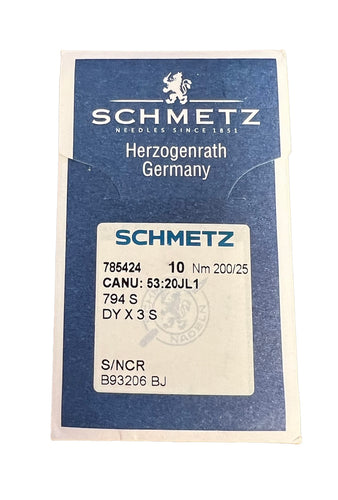 SCHMETZ
NEEDLES SINCE 1851
Herzogenrath
Germany
SCHMETZ
785424 10 Nm 200/25
CANU: 53:20JL1
794 S
DY X 3 S
NADELN
S/NCR
B93206 BJ